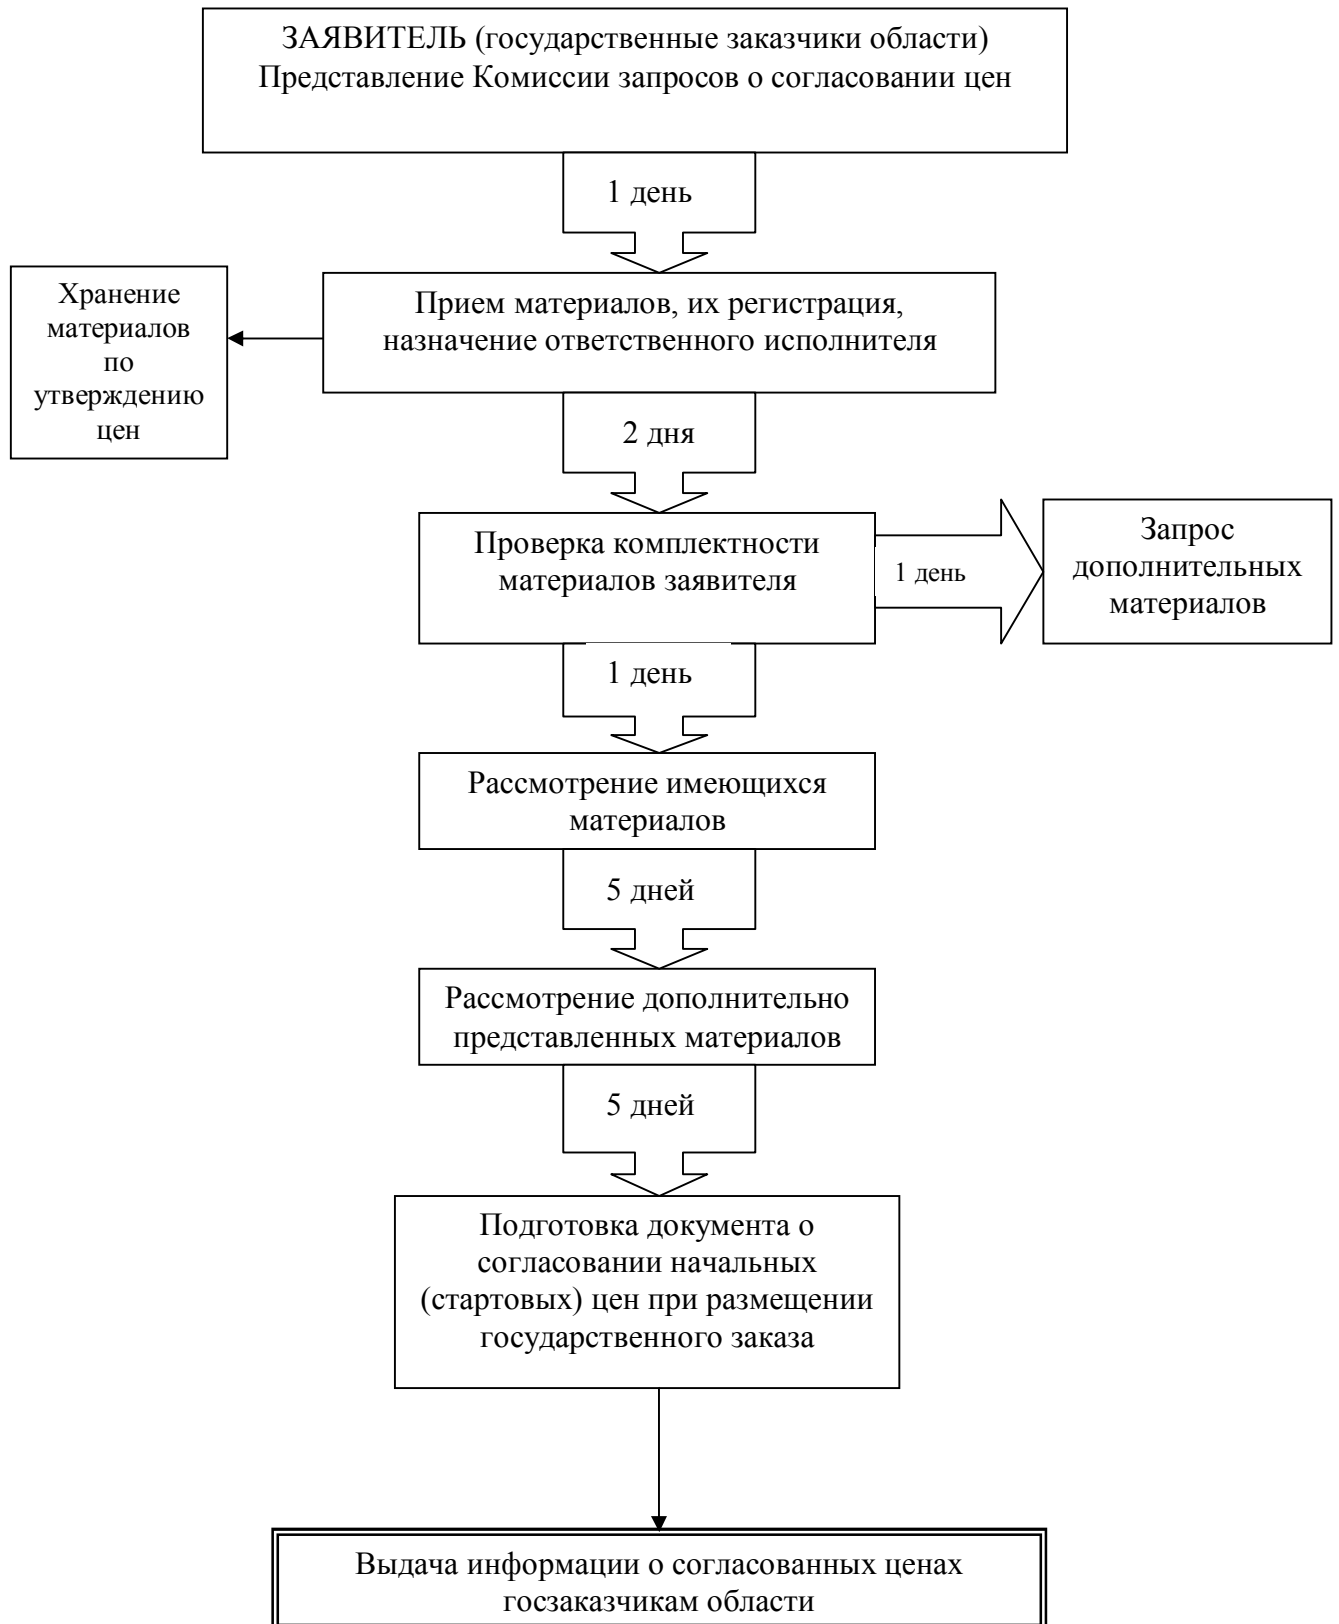 ЗАЯВИТЕЛЬ (государственные заказчики области)
Представление Комиссии запросов о согласовании цен
1 день
Хранение
материалов
по
утверждению
цен
Прием материалов, их регистрация,
назначение ответственного исполнителя
2 дня
Проверка комплектности
материалов заявителя
1 день
Запрос
дополнительных
материалов
1 день
Рассмотрение имеющихся
материалов
5 дней
Рассмотрение дополнительно
представленных материалов
5 дней
Подготовка документа о
согласовании начальных
(стартовых) цен при размещении
государственного заказа
Выдача информации о согласованных ценах
госзаказчикам области